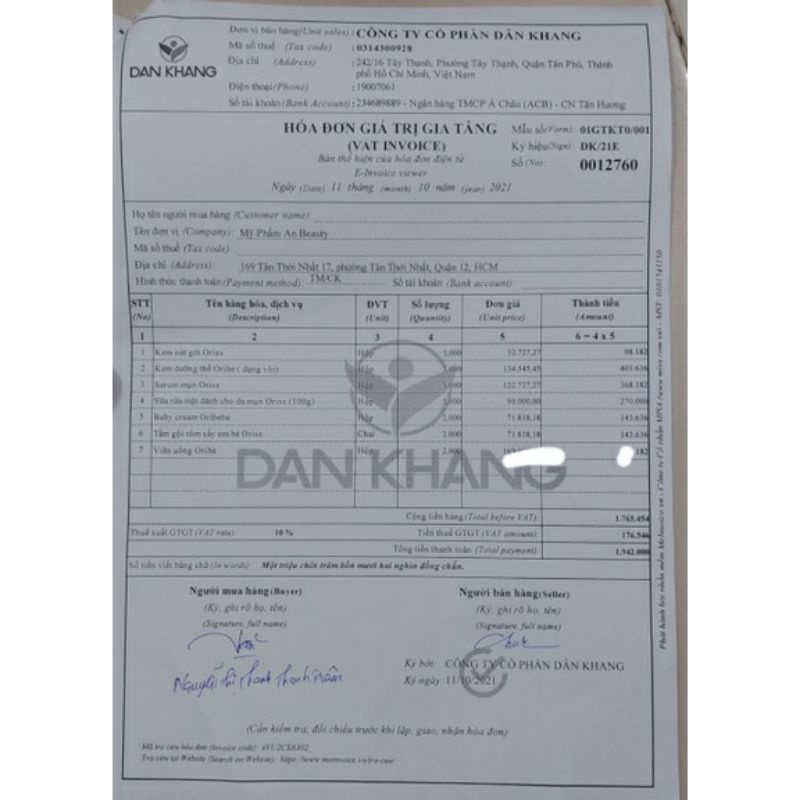 DAN KHANG
Đơn vị bán hàng(Unit sales) : CÔNG TY CỔ PHẦN DÂN KHANG
Mã số thuế (Tax code) : 0314300928
Địa chỉ (Address) : 242/16 Tây Thạnh, Phường Tây Thạnh, Quận Tân Phú, Thành phố Hồ Chí Minh, Việt Nam
Điện thoại(Phone) : 19007061
Số tài khoản(Bank Account) : 234689889 - Ngân hàng TMCP Á Châu (ACB) - CN Tân Hương
HÓA ĐƠN GIÁ TRỊ GIA TĂNG
(VAT INVOICE)
Bản thể hiện của hóa đơn điện tử
E-Invoice viewer
Ngày (Date) 11 tháng (month) 10 năm (year) 2021
Mẫu số(Form): 01GTKT0/001
Ký hiệu(Sign): DK/21E
Số (No): 0012760
Họ tên người mua hàng (Customer name):
Tên đơn vị (Company): Mỹ Phẩm An Beauty
Mã số thuế (Tax code):
Địa chỉ (Address): 169 Tân Thới Nhất 17, phường Tân Thới Nhất, Quận 12, HCM
Hình thức thanh toán(Payment method): TM/CK Số tài khoản (Bank account):
STT Tên hàng hóa, dịch vụ ĐVT Số lượng Đơn giá Thành tiền
(No) (Description) (Unit) (Quantity) (Unit price) (Amount)
1 2 3 4 5 6 = 4 x 5
1 Kem nứt gót Oriss Hộp 3,000 32.727,27 98.182
2 Kem dưỡng thể Oribe ( dạng vòi) Hộp 3,000 134.545,45 403.636
3 Serum mụn Oriss Hộp 3,000 122.727,27 368.182
4 Sữa rửa mặt dành cho da mụn Oriss (100g) Hộp 3,000 90.000,00 270.000
5 Baby cream Oribebe Hộp 2,000 71.818,18 143.636
6 Tắm gội rôm sảy em bé Oriss Chai 2,000 71.818,18 143.636
7 Viên uống Oribe Hộp 2,000 182
DAN KHANG
Cộng tiền hàng (Total before VAT) 1.765.454
Thuế suất GTGT (VAT rate) 10 % Tiền thuế GTGT (VAT amount): 176.546
Tổng tiền thanh toán (Total payment) 1.942.000
Số tiền viết bằng chữ (In words) Một triệu chín trăm bốn mươi hai nghìn đồng chẵn.
Người mua hàng(Buyer) Người bán hàng(Seller)
(Ký, ghi rõ họ, tên) (Ký, ghi rõ họ, tên)
(Signature, full name) (Signature, full name)
Ký bởi: CÔNG TY CỔ PHẦN DÂN KHANG
Ký ngày: 11/10/2021
(Cần kiểm tra, đối chiếu trước khi lập, giao, nhận hóa đơn)
Mã tra cứu hóa đơn (Invoice code):
Tra cứu tại Website (Search on Website):